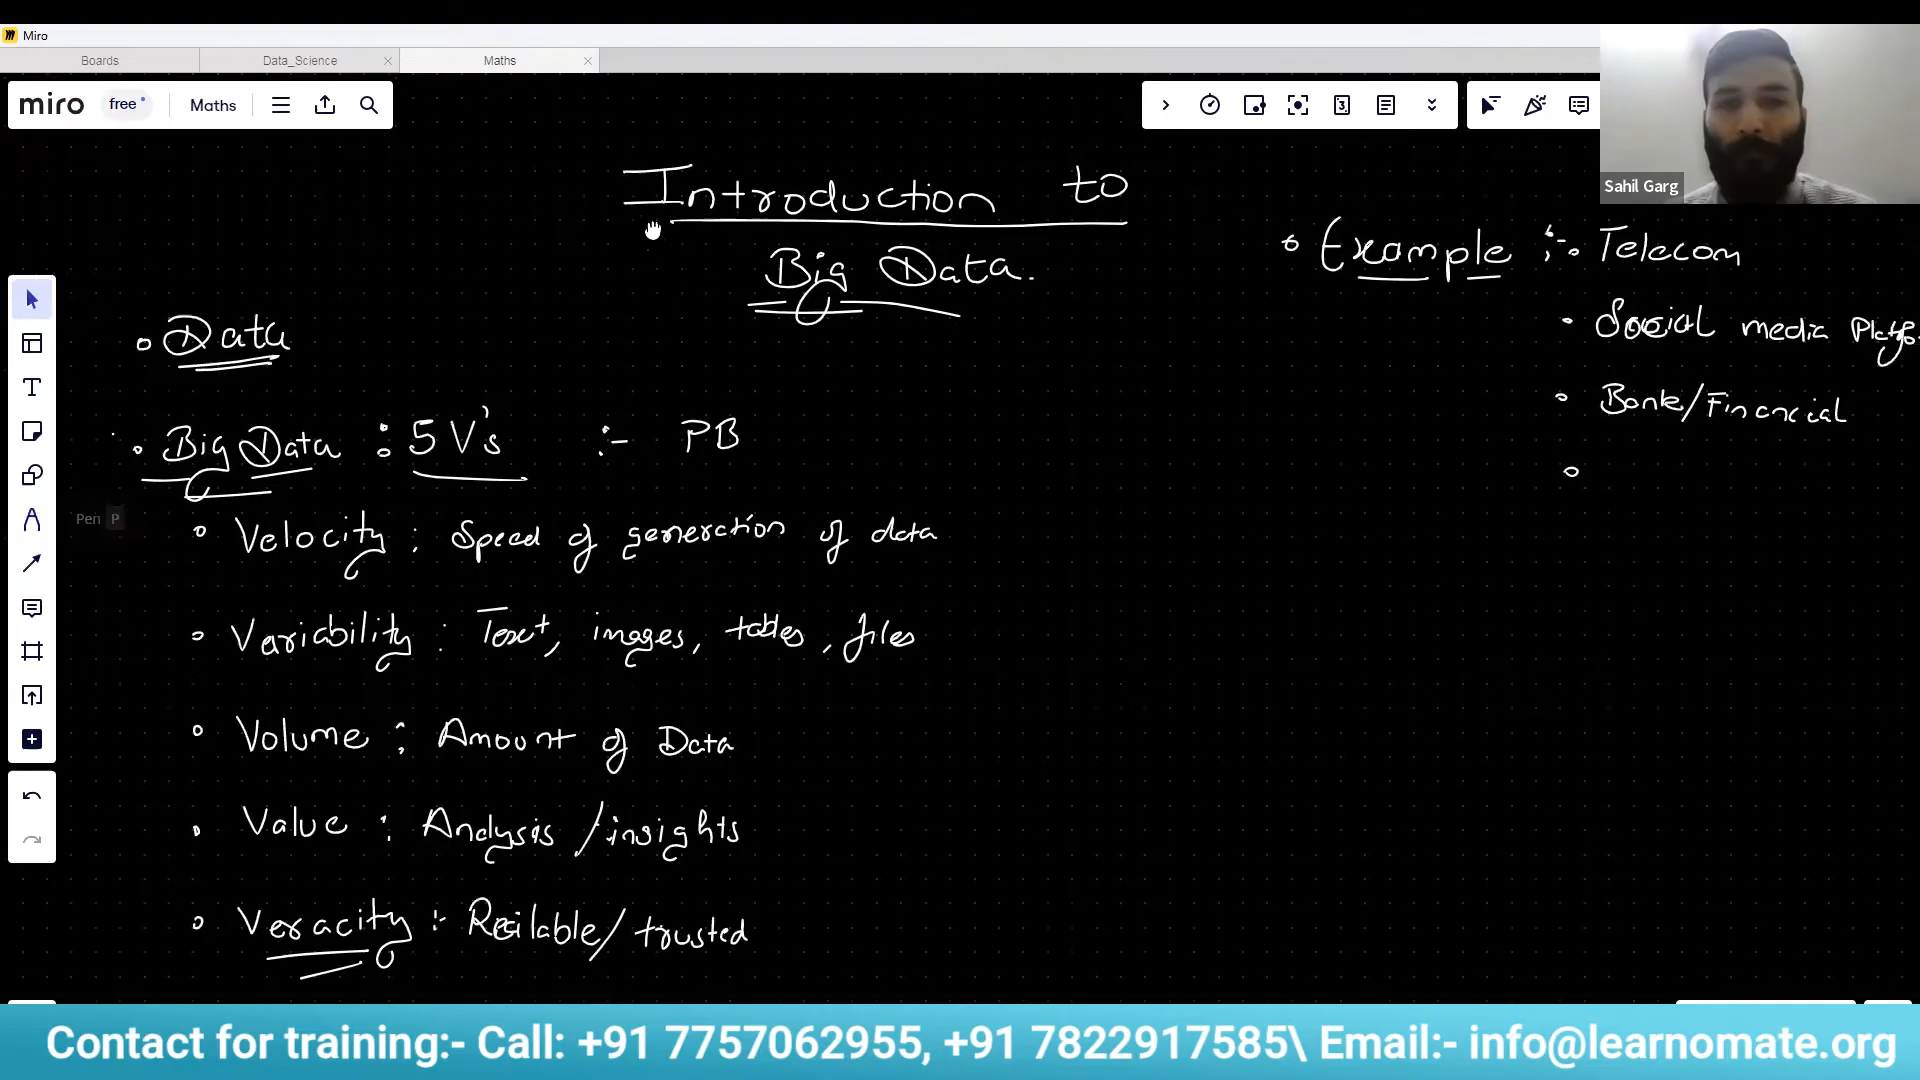 Miro
Boards
Data_Science
Maths
miro free Maths
Sahil Garg
Introduction to
Big Data.
Example :- Telecom
Social media Platfo
Bank/Financial
Data
Big Data : 5 V's :- PB
Pen P
Velocity : Speed of generation of data
Variability : Text, images, tables, files
Volume : Amount of Data
Value : Analysis / insights
Veracity :- Reilable/ trusted
Contact for training:- Call: +91 7757062955, +91 7822917585\ Email:- info@learnomate.org